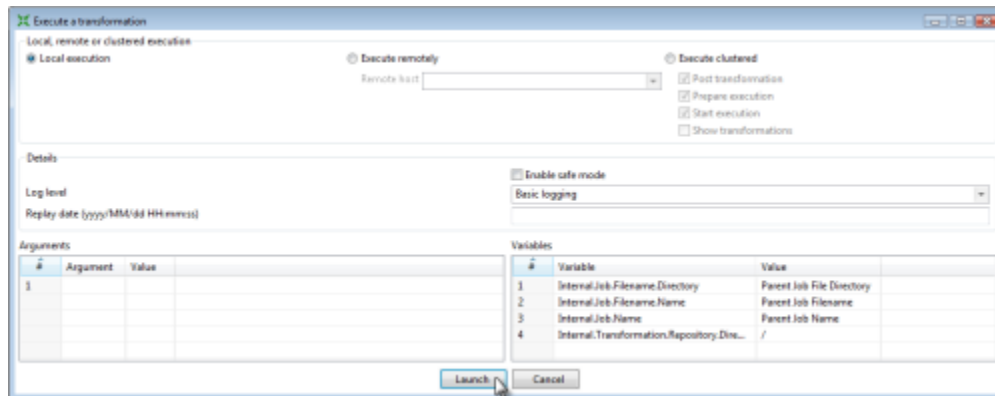 Execute a transformation
Local, remote or clustered execution
Local execution
Execute remotely
Execute clustered
Remote host
Post transformation
Prepare execution
Start execution
Show transformations
Details
Enable safe mode
Log level
Basic logging
Replay date (yyyy/MM/dd HH:mm:ss)
Arguments
Variables
# Argument Value
# Variable Value
1
1 Internal.Job.Filename.Directory Parent Job File Directory
2 Internal.Job.Filename.Name Parent Job Filename
3 Internal.Job.Name Parent Job Name
4 Internal.Transformation.Repository.Dire... /
Launch
Cancel